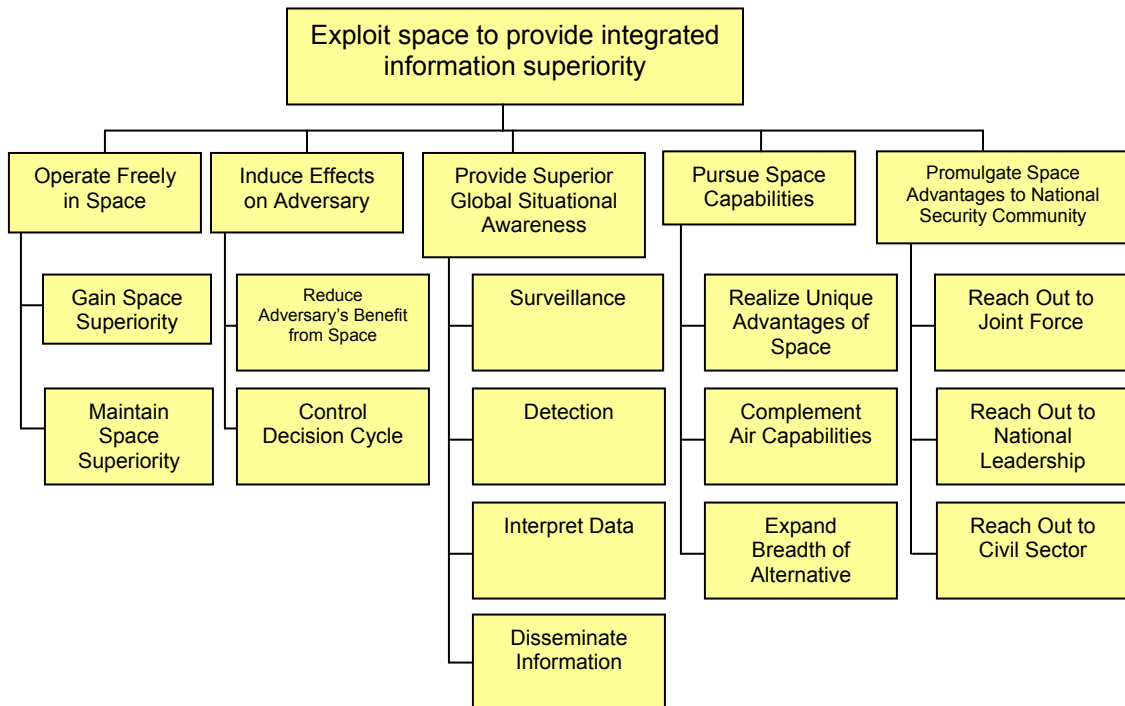 Exploit space to provide integrated
information superiority
Operate Freely
in Space
Induce Effects
on Adversary
Provide Superior
Global Situational
Awareness
Pursue Space
Capabilities
Promulgate Space
Advantages to National
Security Community
Gain Space
Superiority
Maintain
Space
Superiority
Reduce
Adversary’s Benefit
from Space
Control
Decision Cycle
Surveillance
Detection
Interpret Data
Disseminate
Information
Realize Unique
Advantages of
Space
Complement
Air Capabilities
Expand
Breadth of
Alternative
Reach Out to
Joint Force
Reach Out to
National
Leadership
Reach Out to
Civil Sector